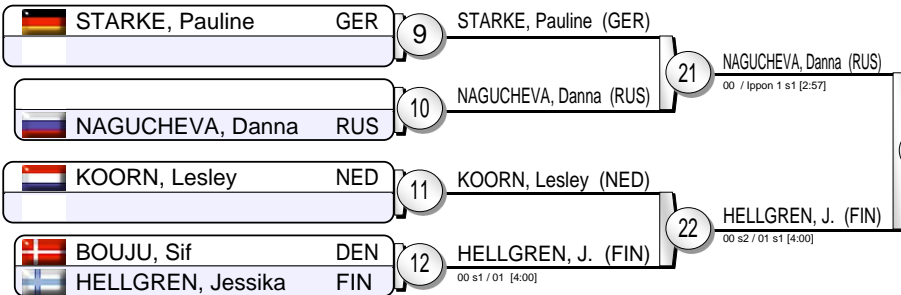 STARKE, Pauline GER
9
STARKE, Pauline (GER)
21
NAGUCHEVA, Danna (RUS)
00 / Ippon 1 s1 [2:57]
10
NAGUCHEVA, Danna (RUS)
NAGUCHEVA, Danna RUS
KOORN, Lesley NED
11
KOORN, Lesley (NED)
22
HELLGREN, J. (FIN)
00 s2 / 01 s1 [4:00]
BOUJU, Sif DEN
12
HELLGREN, J. (FIN)
00 s1 / 01 [4:00]
HELLGREN, Jessika FIN